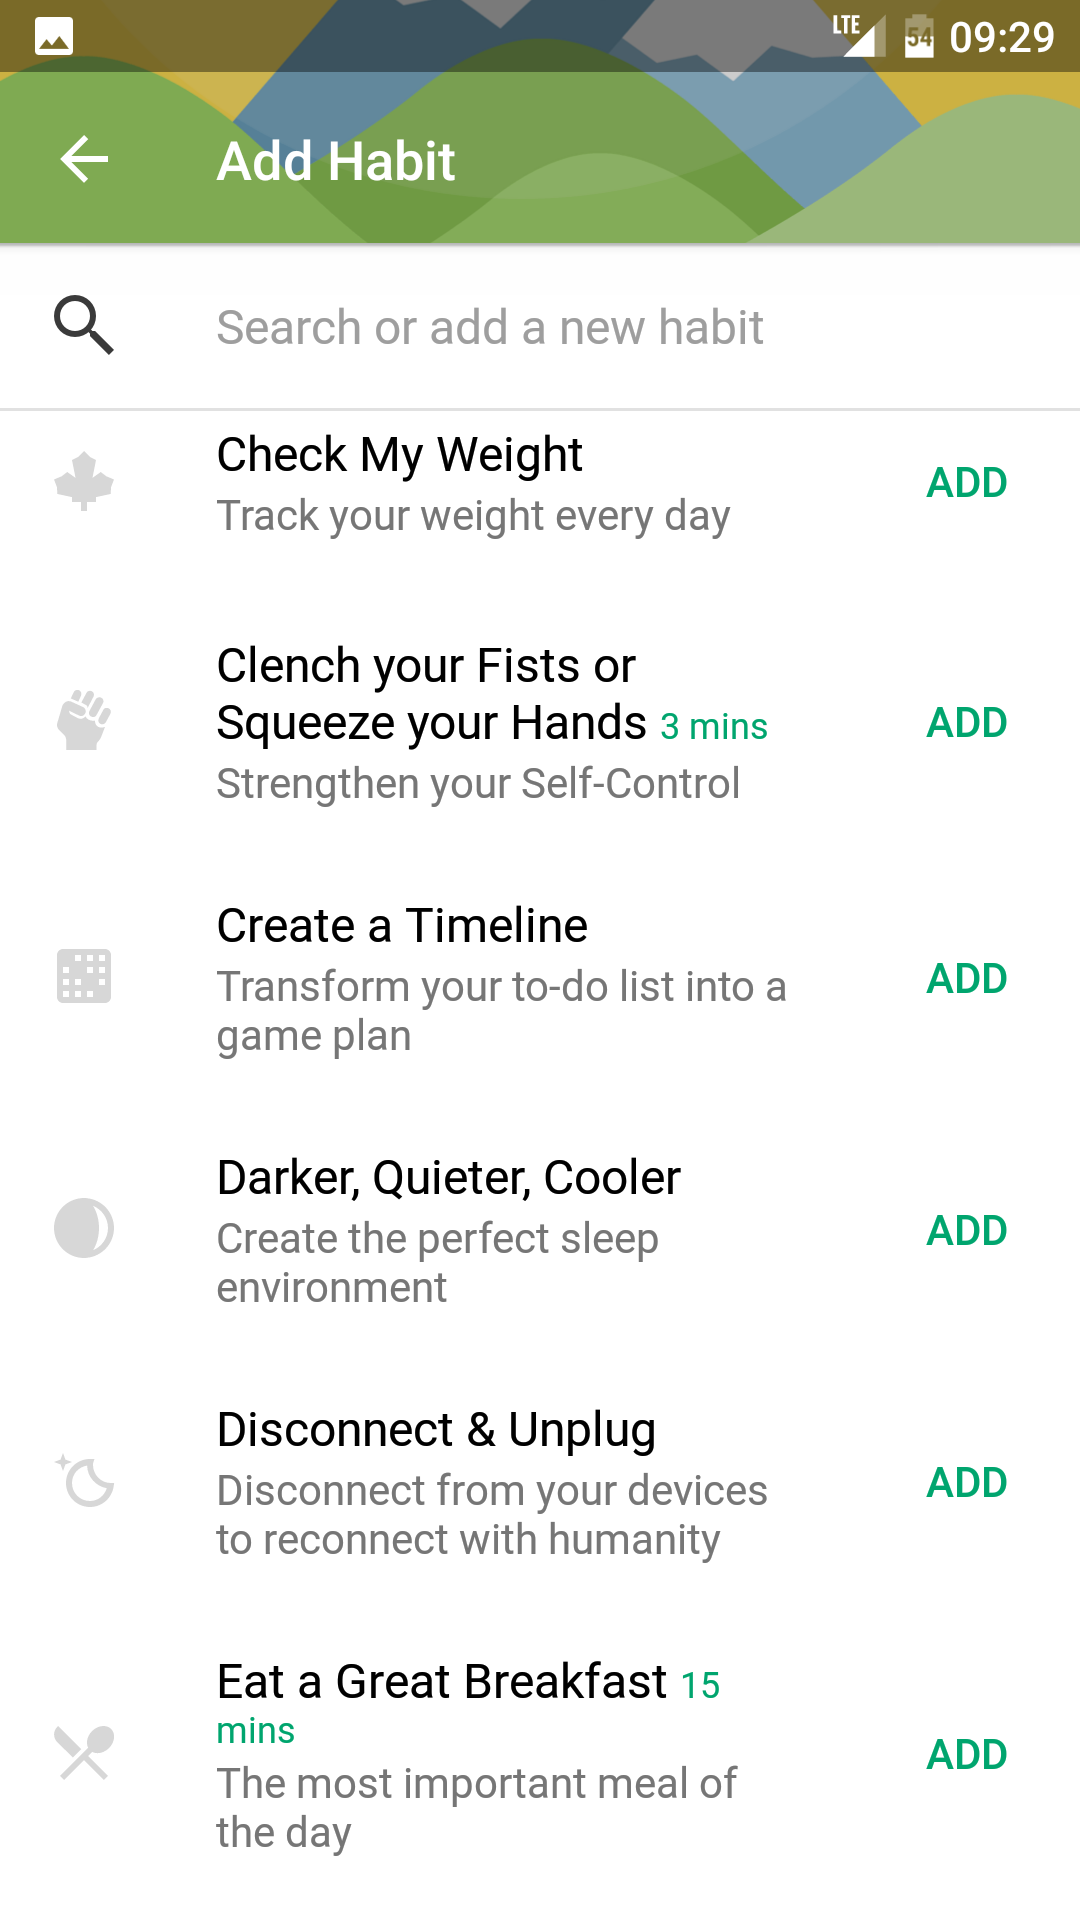 LTE 54 09:29
Add Habit
Search or add a new habit
Check My Weight
Track your weight every day
ADD
Clench your Fists or
Squeeze your Hands 3 mins
Strengthen your Self-Control
ADD
Create a Timeline
Transform your to-do list into a
game plan
ADD
Darker, Quieter, Cooler
Create the perfect sleep
environment
ADD
Disconnect & Unplug
Disconnect from your devices
to reconnect with humanity
ADD
Eat a Great Breakfast 15
mins
The most important meal of
the day
ADD